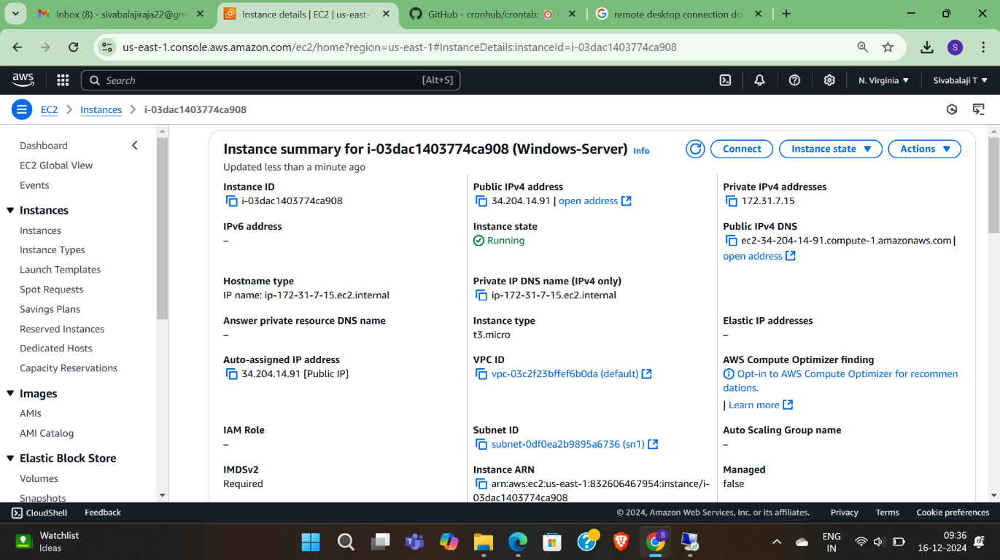 Inbox (8) - sivabalajiraja22@gm
Instance details | EC2 | us-east-
GitHub - cronhub/crontab:
remote desktop connection do
us-east-1.console.aws.amazon.com/ec2/home?region=us-east-1#InstanceDetails:instanceId=i-03dac1403774ca908
S
aws
Search
[Alt+S]
N. Virginia
Sivabalaji T
EC2
Instances
i-03dac1403774ca908
Dashboard
EC2 Global View
Events
Instances
Instances
Instance Types
Launch Templates
Spot Requests
Savings Plans
Reserved Instances
Dedicated Hosts
Capacity Reservations
Images
AMIs
AMI Catalog
Elastic Block Store
Volumes
Snapshots
Instance summary for i-03dac1403774ca908 (Windows-Server) Info
Updated less than a minute ago
Connect
Instance state
Actions
Instance ID
i-03dac1403774ca908
Public IPv4 address
34.204.14.91 | open address
Private IPv4 addresses
172.31.7.15
IPv6 address
–
Instance state
Running
Public IPv4 DNS
ec2-34-204-14-91.compute-1.amazonaws.com |
open address
Hostname type
IP name: ip-172-31-7-15.ec2.internal
Private IP DNS name (IPv4 only)
ip-172-31-7-15.ec2.internal
Answer private resource DNS name
–
Instance type
t3.micro
Elastic IP addresses
–
Auto-assigned IP address
34.204.14.91 [Public IP]
VPC ID
vpc-03c2f23bffef6b0da (default)
AWS Compute Optimizer finding
Opt-in to AWS Compute Optimizer for recommen
dations.
| Learn more
IAM Role
–
Subnet ID
subnet-0df0ea2b9895a6736 (sn1)
Auto Scaling Group name
–
IMDSv2
Required
Instance ARN
arn:aws:ec2:us-east-1:832606467954:instance/i-
03dac1403774ca908
Managed
false
CloudShell
Feedback
© 2024, Amazon Web Services, Inc. or its affiliates.
Privacy
Terms
Cookie preferences
Watchlist
Ideas
S
ENG
IN
09:36
16-12-2024